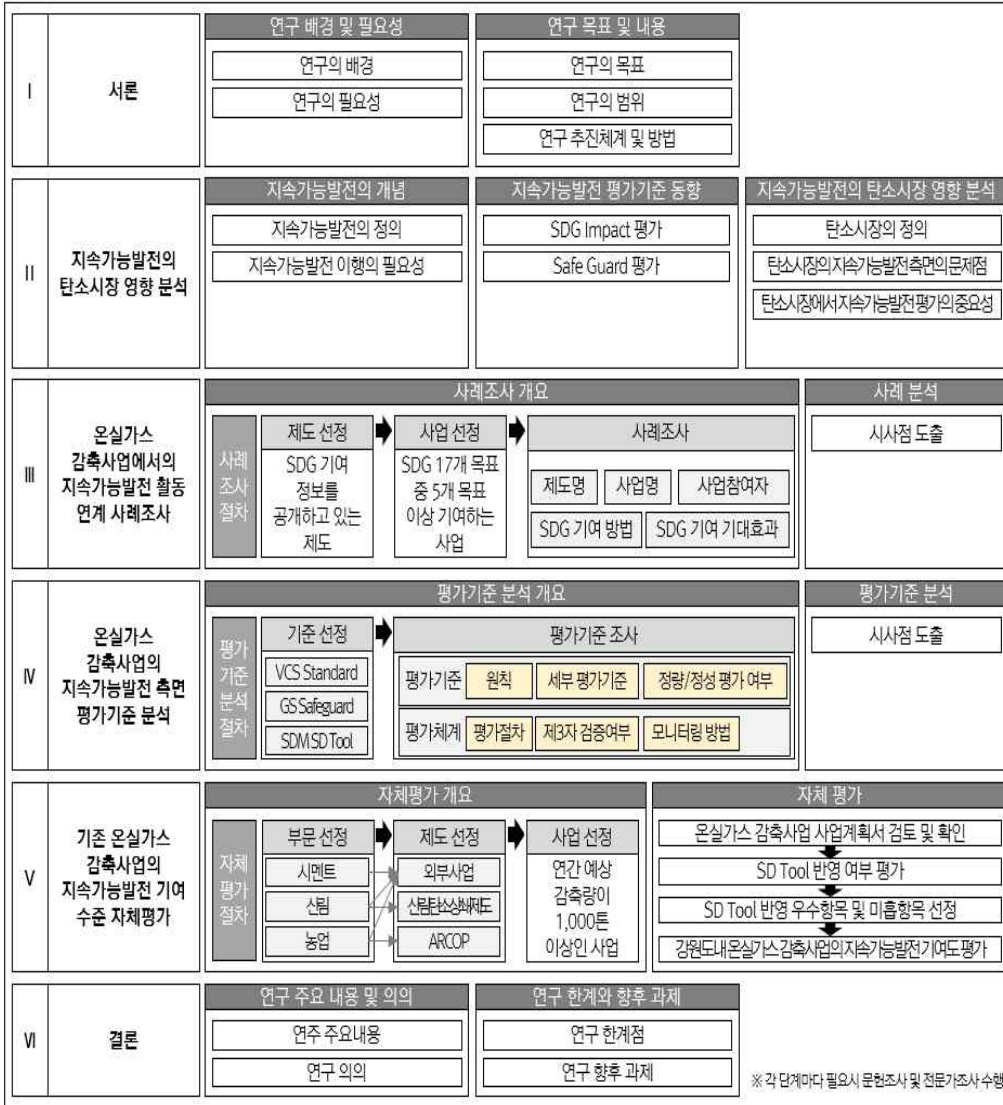 I
서론
연구 배경 및 필요성
연구의 배경
연구의 필요성
연구 목표 및 내용
연구의 목표
연구의 범위
연구 추진체계 및 방법
II
지속가능발전의
탄소시장 영향 분석
지속가능발전의 개념
지속가능발전의 정의
지속가능발전 이행의 필요성
지속가능발전 평가기준 동향
SDG Impact 평가
Safe Guard 평가
지속가능발전의 탄소시장 영향 분석
탄소시장의 정의
탄소시장의 지속가능발전 측면의 문제점
탄소시장에서 지속가능발전 평가의 중요성
III
온실가스
감축사업에서의
지속가능발전 활동
연계 사례조사
사례조사 개요
사례
조사
절차
제도 선정
SDG 기여
정보를
공개하고 있는
제도
사업 선정
SDG 17개 목표
중 5개 목표
이상 기여하는
사업
사례조사
제도명
사업명
사업참여자
SDG 기여 방법
SDG 기여 기대효과
사례 분석
시사점 도출
IV
온실가스
감축사업의
지속가능발전 측면
평가기준 분석
평가기준 분석 개요
평가
기준
분석
절차
기준 선정
VCS Standard
GS Safeguard
SDM SD Tool
평가기준 조사
평가기준
원칙
세부 평가기준
정량/정성 평가 여부
평가체계
평가절차
제3자 검증여부
모니터링 방법
평가기준 분석
시사점 도출
V
기존 온실가스
감축사업의
지속가능발전 기여
수준 자체평가
자체평가 개요
자체
평가
절차
부문 선정
시멘트
산림
농업
제도 선정
외부사업
산림탄소상쇄제도
ARCOP
사업 선정
연간 예상
감축량이
1,000톤
이상인 사업
자체 평가
온실가스 감축사업 사업계획서 검토 및 확인
SD Tool 반영 여부 평가
SD Tool 반영 우수항목 및 미흡항목 선정
강원도내 온실가스 감축사업의 지속가능발전 기여도 평가
VI
결론
연구 주요 내용 및 의의
연주 주요내용
연구 의의
연구 한계와 향후 과제
연구 한계점
연구 향후 과제
※ 각 단계마다 필요시 문헌조사 및 전문가조사 수행